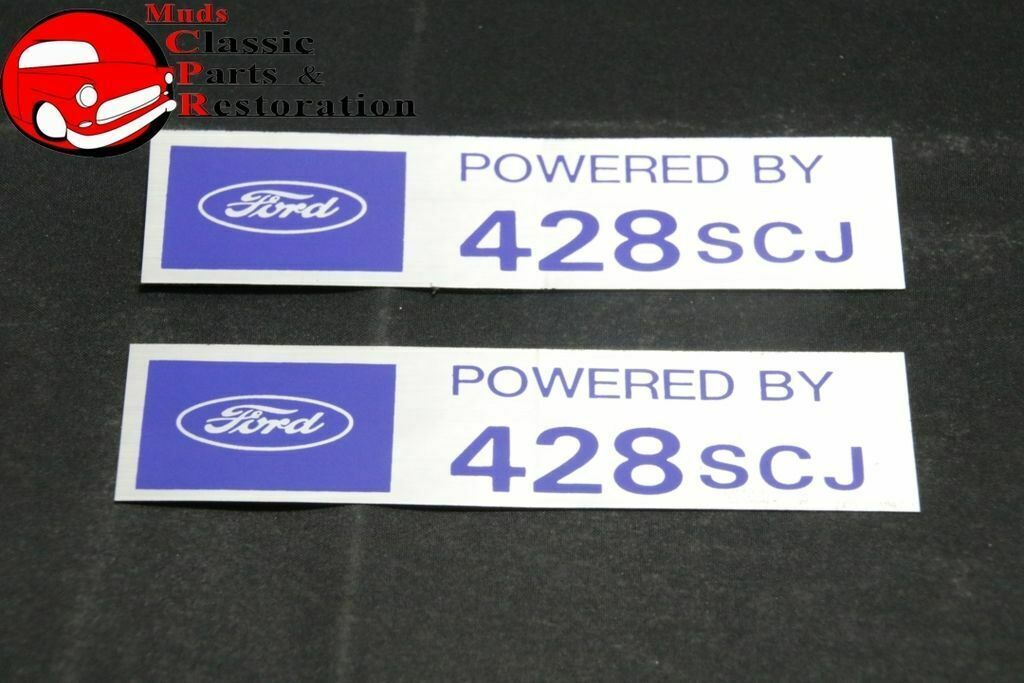 Muds
Classic
Parts &
Restoration
Ford
POWERED BY
428 SCJ
Ford
POWERED BY
428 SCJ